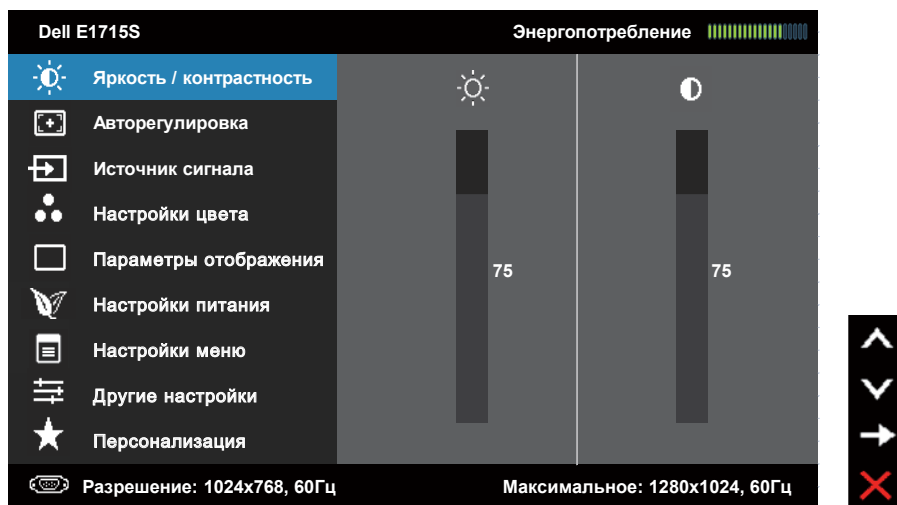 Dell E1715S Энергопотребление
Яркость / контрастность
Авторегулировка
Источник сигнала
Настройки цвета
Параметры отображения
75 75
Настройки питания
Настройки меню
Другие настройки
Персонализация
Разрешение: 1024x768, 60Гц Максимальное: 1280x1024, 60Гц